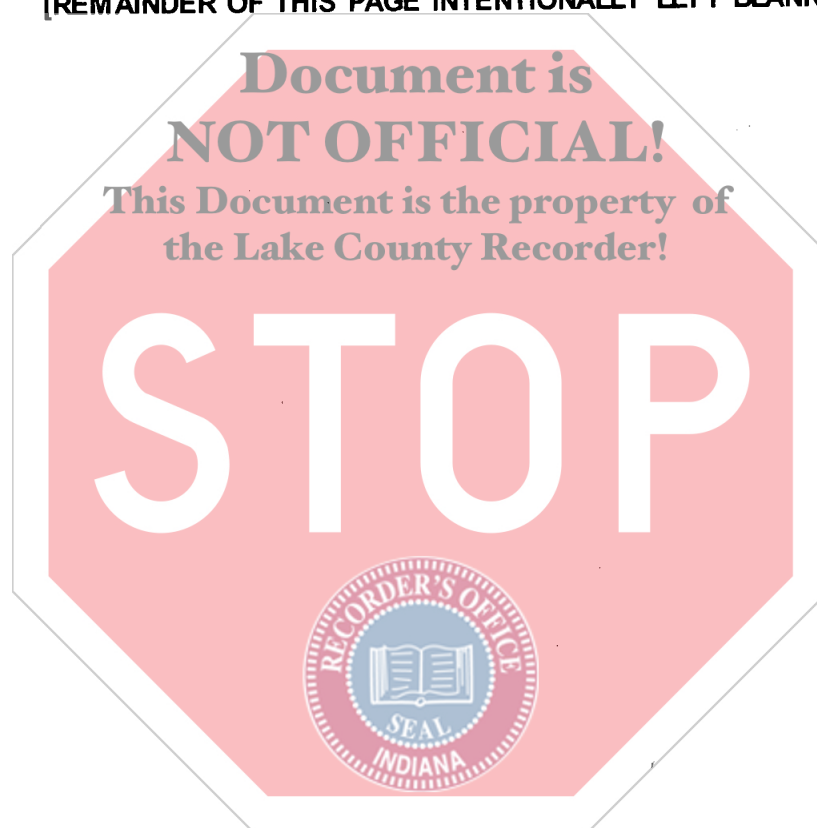 [REMAINDER OF THIS PAGE INTENTIONALLY LEFT BLANK
Document is
NOT OFFICIAL!
This Document is the property of
the Lake County Recorder!
STOP
RECORDER'S OFFICE
SEAL
INDIANA